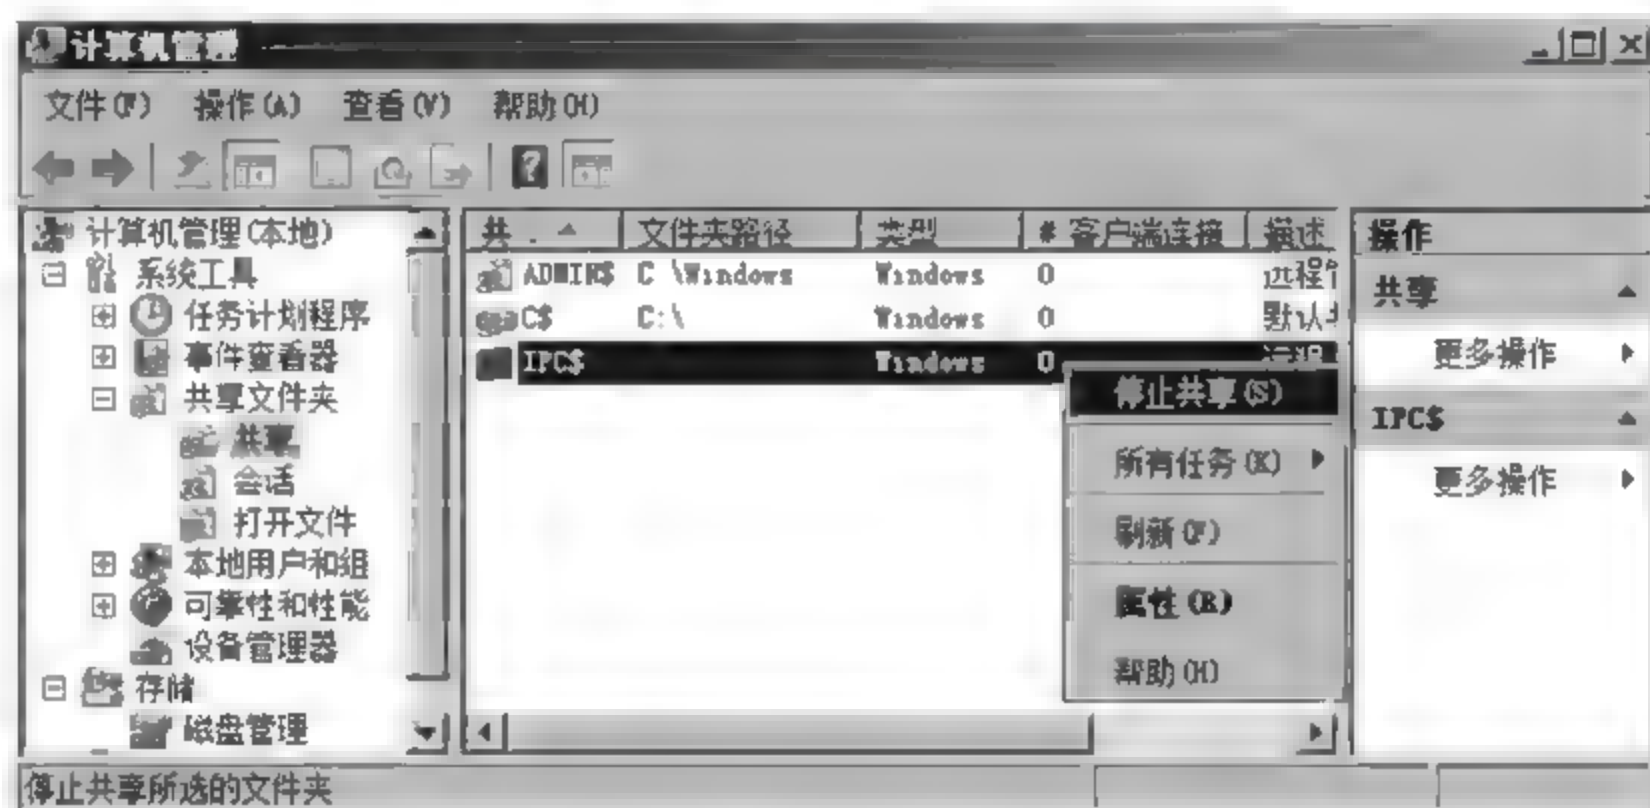 计算机管理
文件(F) 操作(A) 查看(V) 帮助(H)
计算机管理(本地)
系统工具
任务计划程序
事件查看器
共享文件夹
共享
会话
打开文件
本地用户和组
可靠性和性能
设备管理器
存储
磁盘管理
共 文件夹路径 类型 # 客户端连接 描述
ADMIN$ C \Windows Windows 0 远程
C$ C:\ Windows 0 默认
IPC$ Windows 0
停止共享(S)
所有任务(K)
刷新(F)
属性(R)
帮助(H)
操作
共享
更多操作
IPC$
更多操作
停止共享所选的文件夹